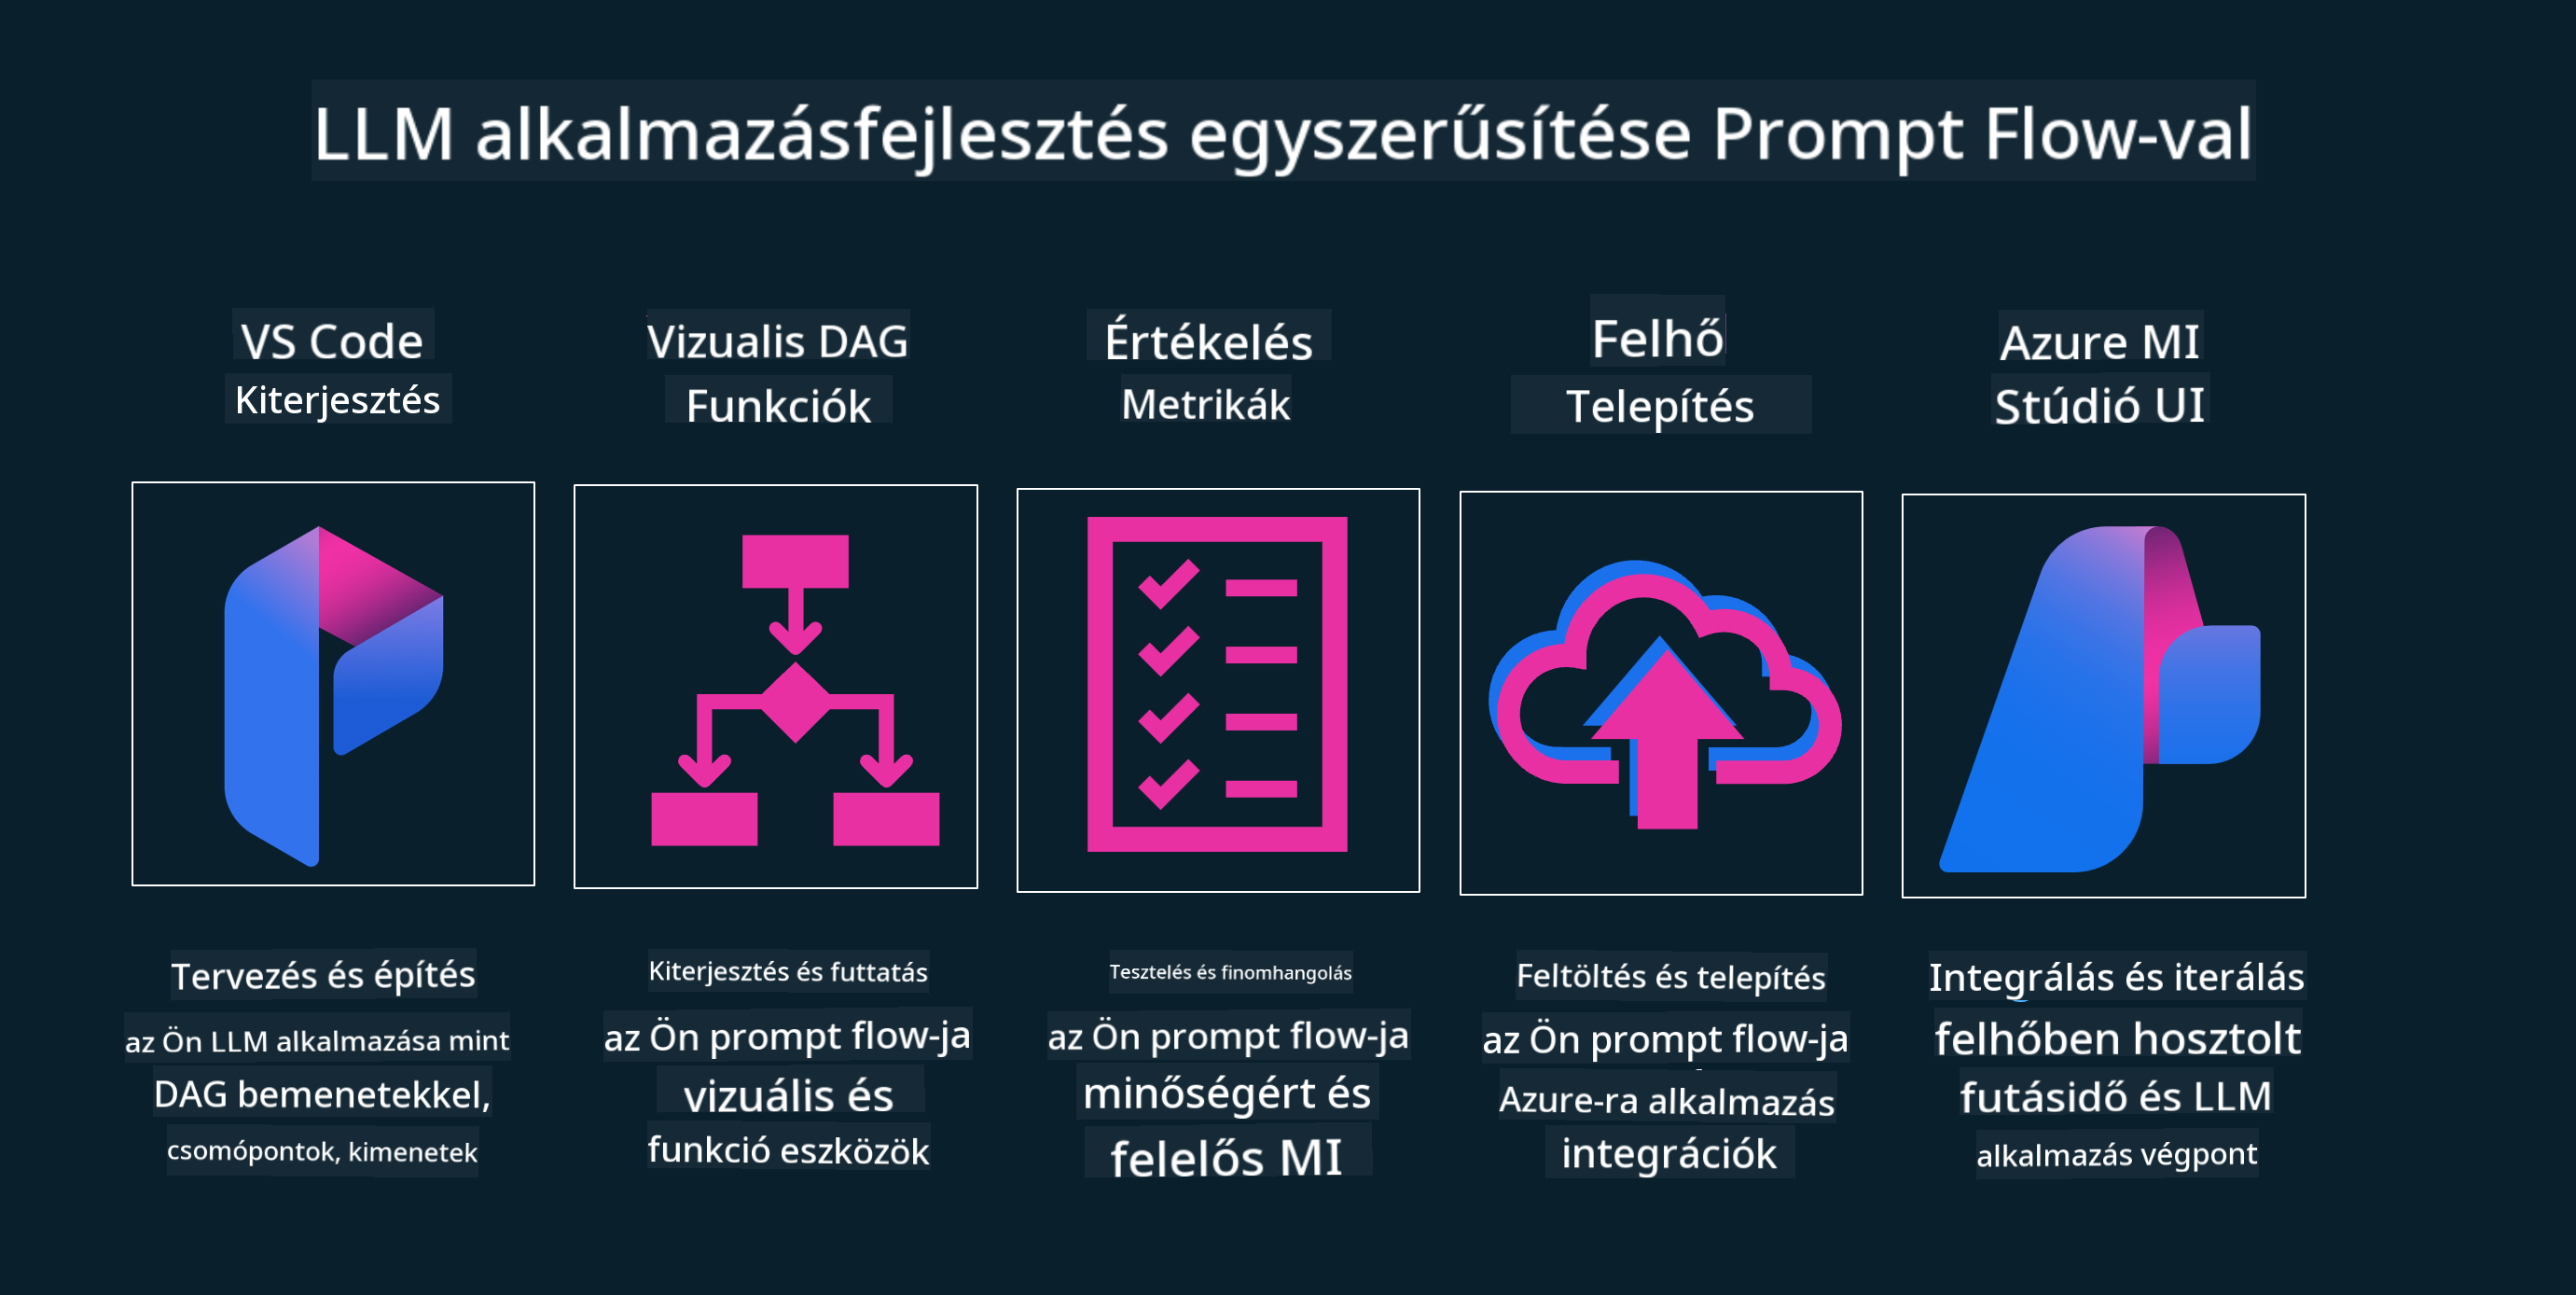 LLM alkalmazásfejlesztés egyszerűsítése Prompt Flow-val
VS Code
Kiterjesztés
Vizualis DAG
Funkciók
Értékelés
Metrikák
Felhő
Telepítés
Azure MI
Stúdió UI
Tervezés és építés
az Ön LLM alkalmazása mint
DAG bemenetekkel,
csomópontok, kimenetek
Kiterjesztés és futtatás
az Ön prompt flow-ja
vizuális és
funkció eszközök
Tesztelés és finomhangolás
az Ön prompt flow-ja
minőségért és
felelős MI
Feltöltés és telepítés
az Ön prompt flow-ja
Azure-ra alkalmazás
integrációk
Integrálás és iterálás
felhőben hosztolt
futásidő és LLM
alkalmazás végpont